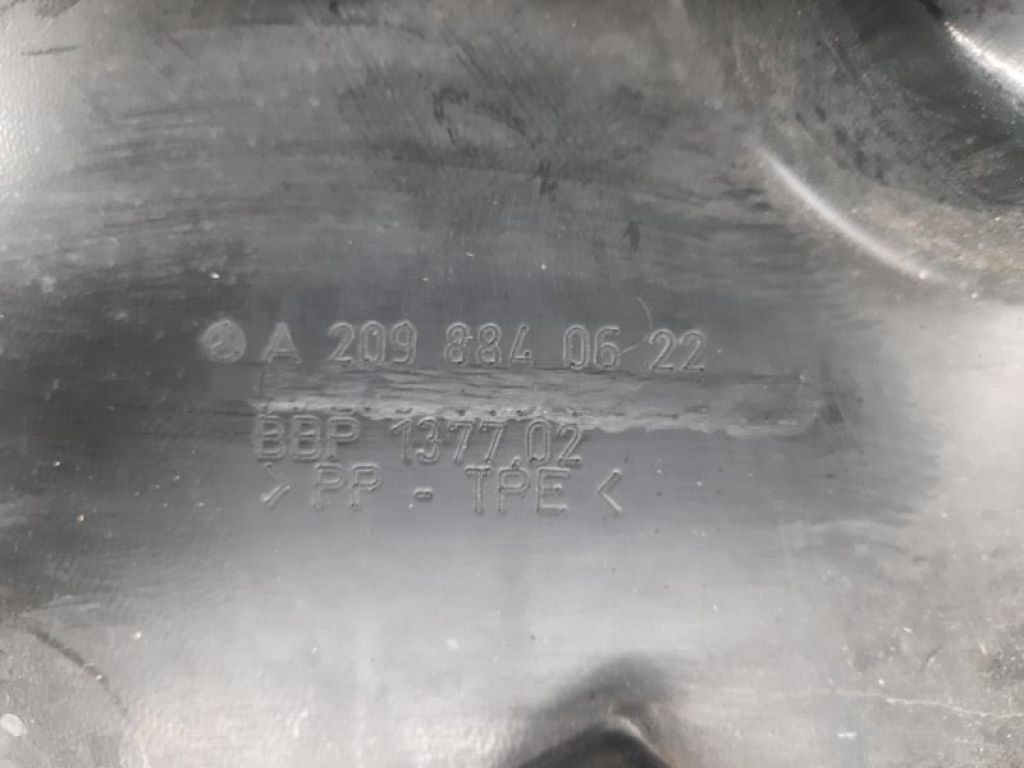 A 209 884 06 22
BBP 1377.02
> PP - TPE <